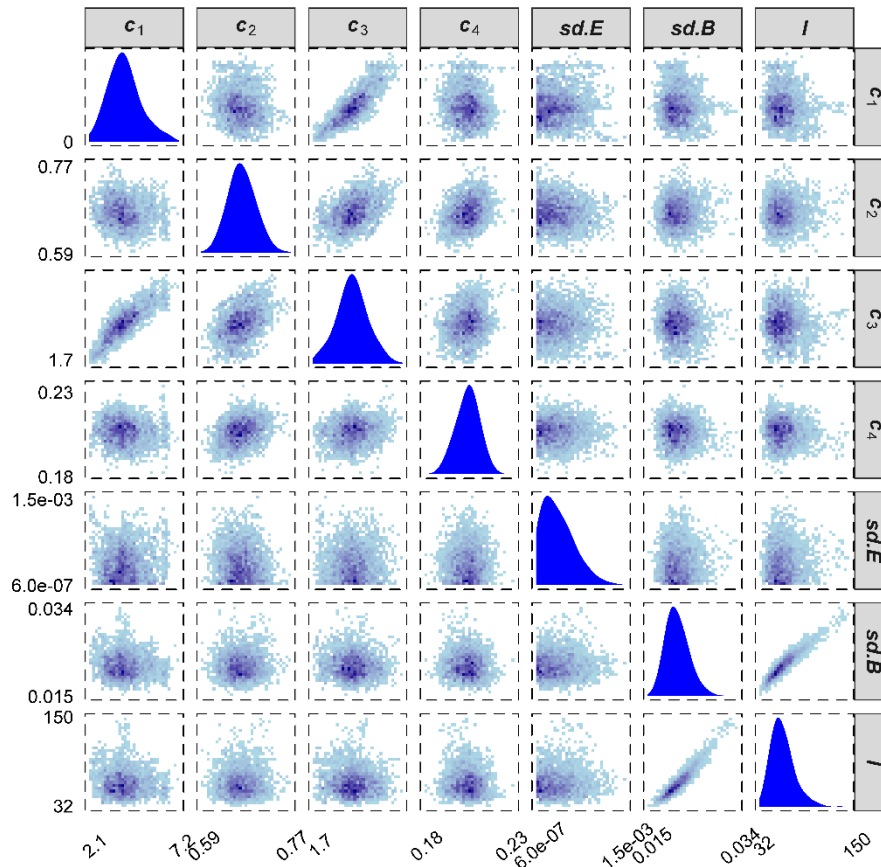 c1 c2 c3 c4 sd.E sd.B l
0 c1
0.77
0.59 c2
1.7 c3
0.23
0.18 c4
1.5e-03
6.0e-07 sd.E
0.034
0.015 sd.B
150
32 l
2.1 7.2 0.59 0.77 1.7 0.18 0.23 6.0e-07 1.5e-03 0.015 0.034 32 150